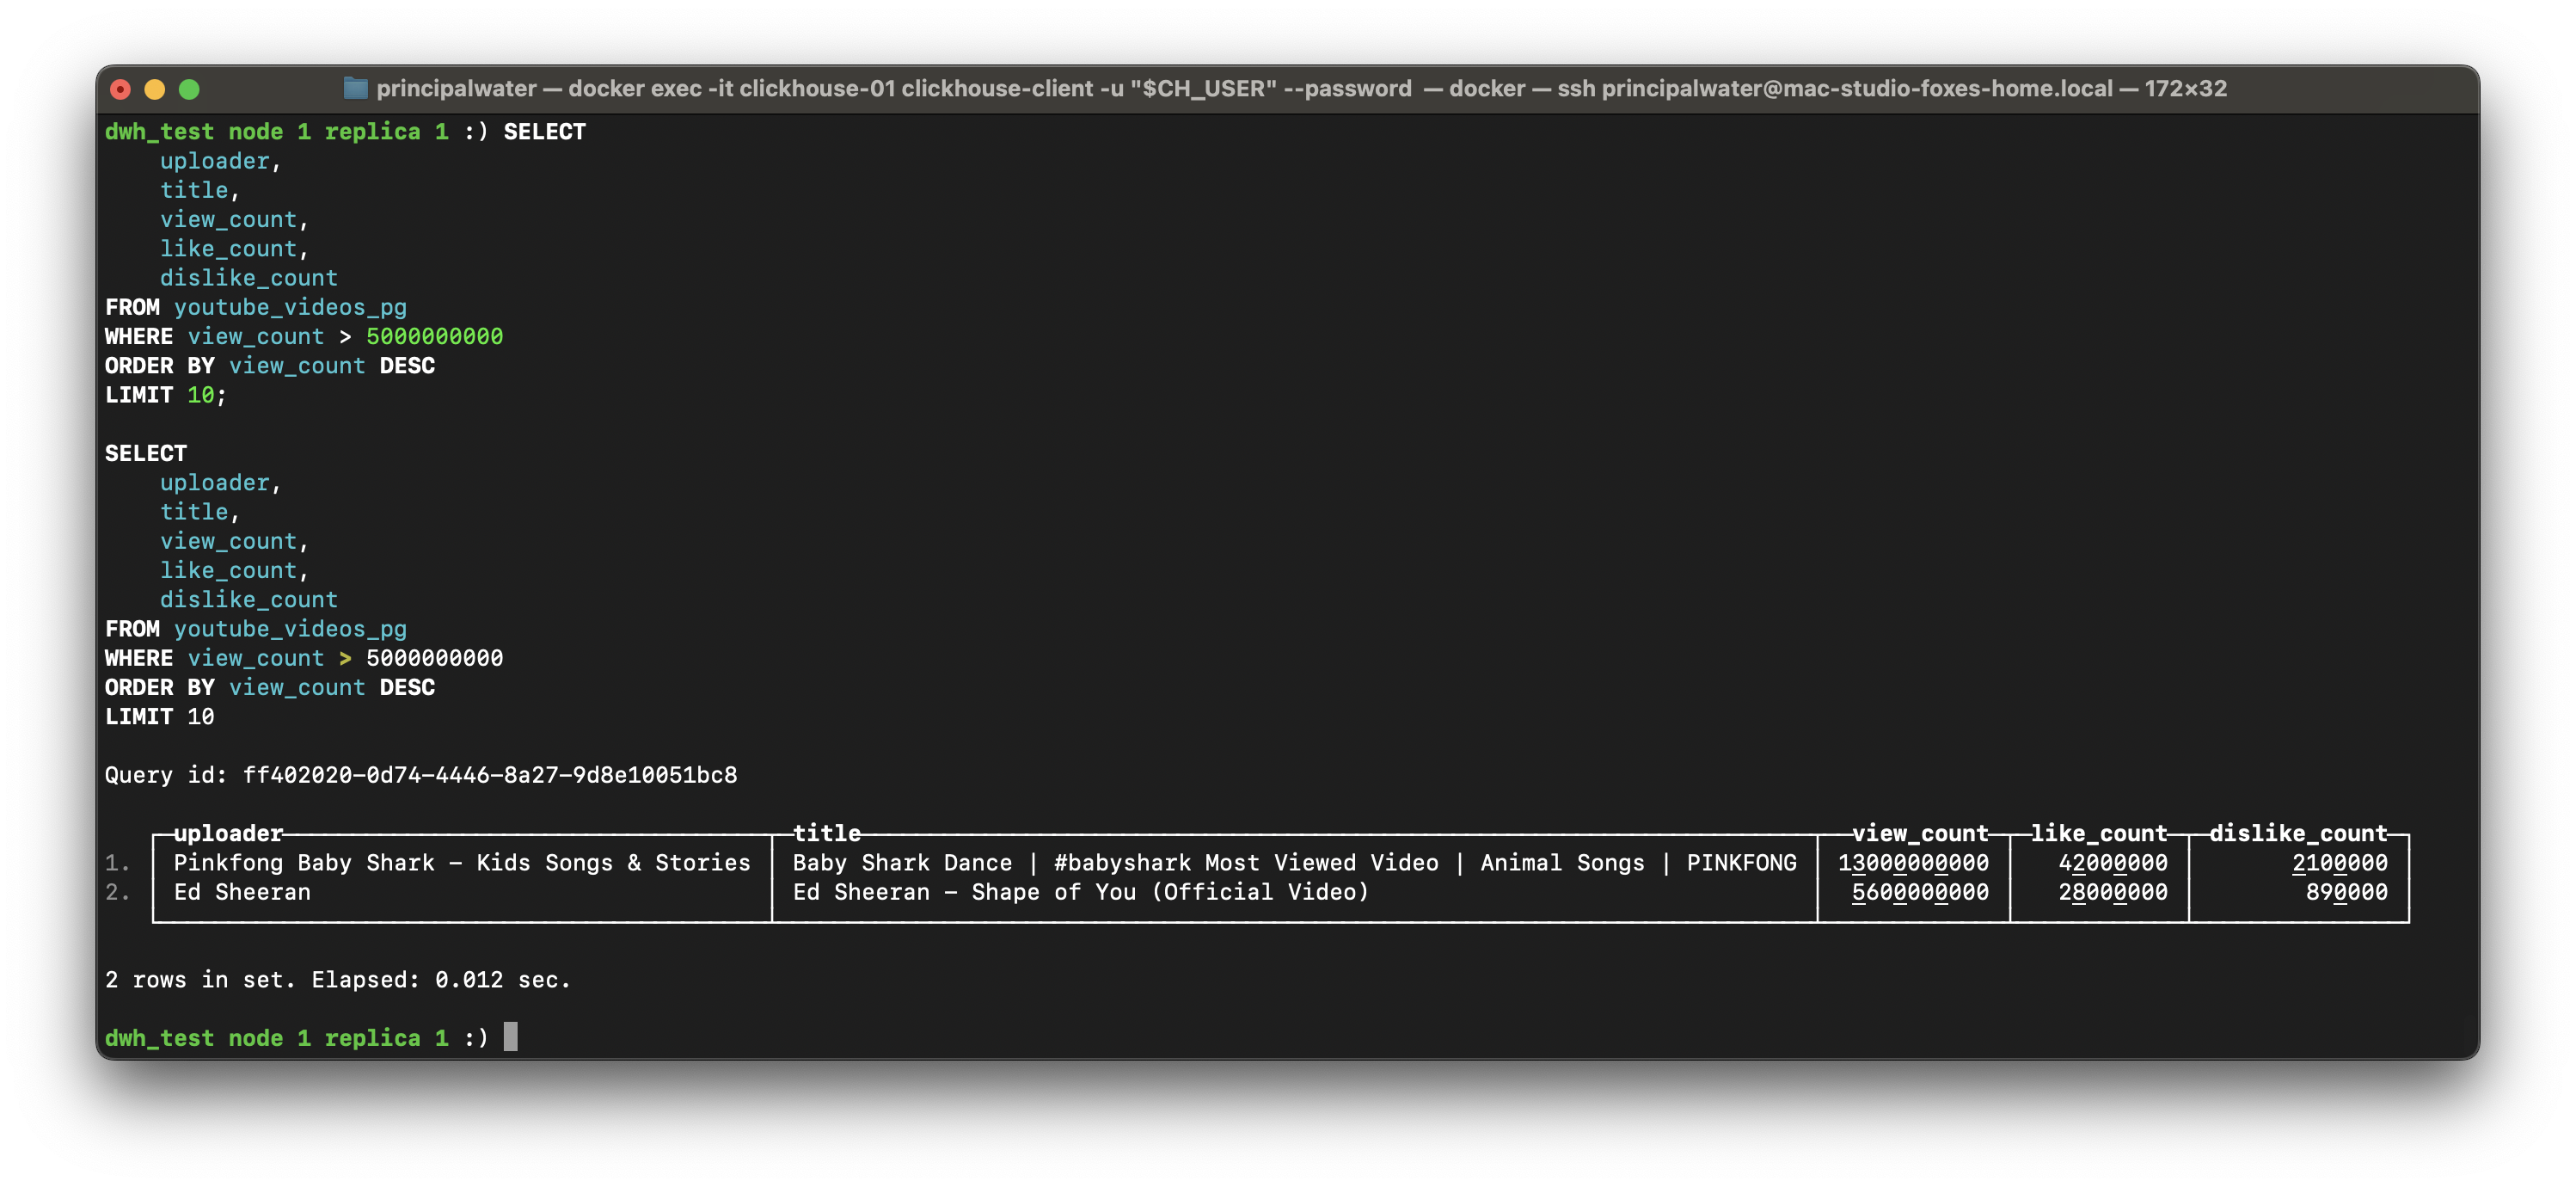 principalwater — docker exec -it clickhouse-01 clickhouse-client -u "$CH_USER" --password — docker — ssh principalwater@mac-studio-foxes-home.local — 172×32
dwh_test node 1 replica 1 :) SELECT
    uploader,
    title,
    view_count,
    like_count,
    dislike_count
FROM youtube_videos_pg
WHERE view_count > 5000000000
ORDER BY view_count DESC
LIMIT 10;

SELECT
    uploader,
    title,
    view_count,
    like_count,
    dislike_count
FROM youtube_videos_pg
WHERE view_count > 5000000000
ORDER BY view_count DESC
LIMIT 10

Query id: ff402020-0d74-4446-8a27-9d8e10051bc8

uploader title view_count like_count dislike_count
1. Pinkfong Baby Shark - Kids Songs & Stories Baby Shark Dance | #babyshark Most Viewed Video | Animal Songs | PINKFONG 13000000000 42000000 2100000
2. Ed Sheeran Ed Sheeran - Shape of You (Official Video) 5600000000 28000000 890000

2 rows in set. Elapsed: 0.012 sec.

dwh_test node 1 replica 1 :)